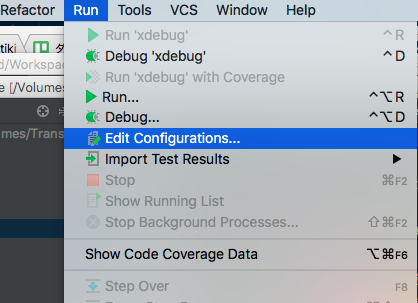 Refactor Run Tools VCS Window Help
Run 'xdebug' ^R
Debug 'xdebug' ^D
Run 'xdebug' with Coverage
Run... ^⌥R
Debug... ^⌥D
Edit Configurations...
Import Test Results
Stop ⌘F2
Show Running List
Stop Background Processes... ⇧⌘F2
Show Code Coverage Data ⌥⌘F6
Step Over F8
tiki
d/Workspa
e [/Volumes
mes/Trans